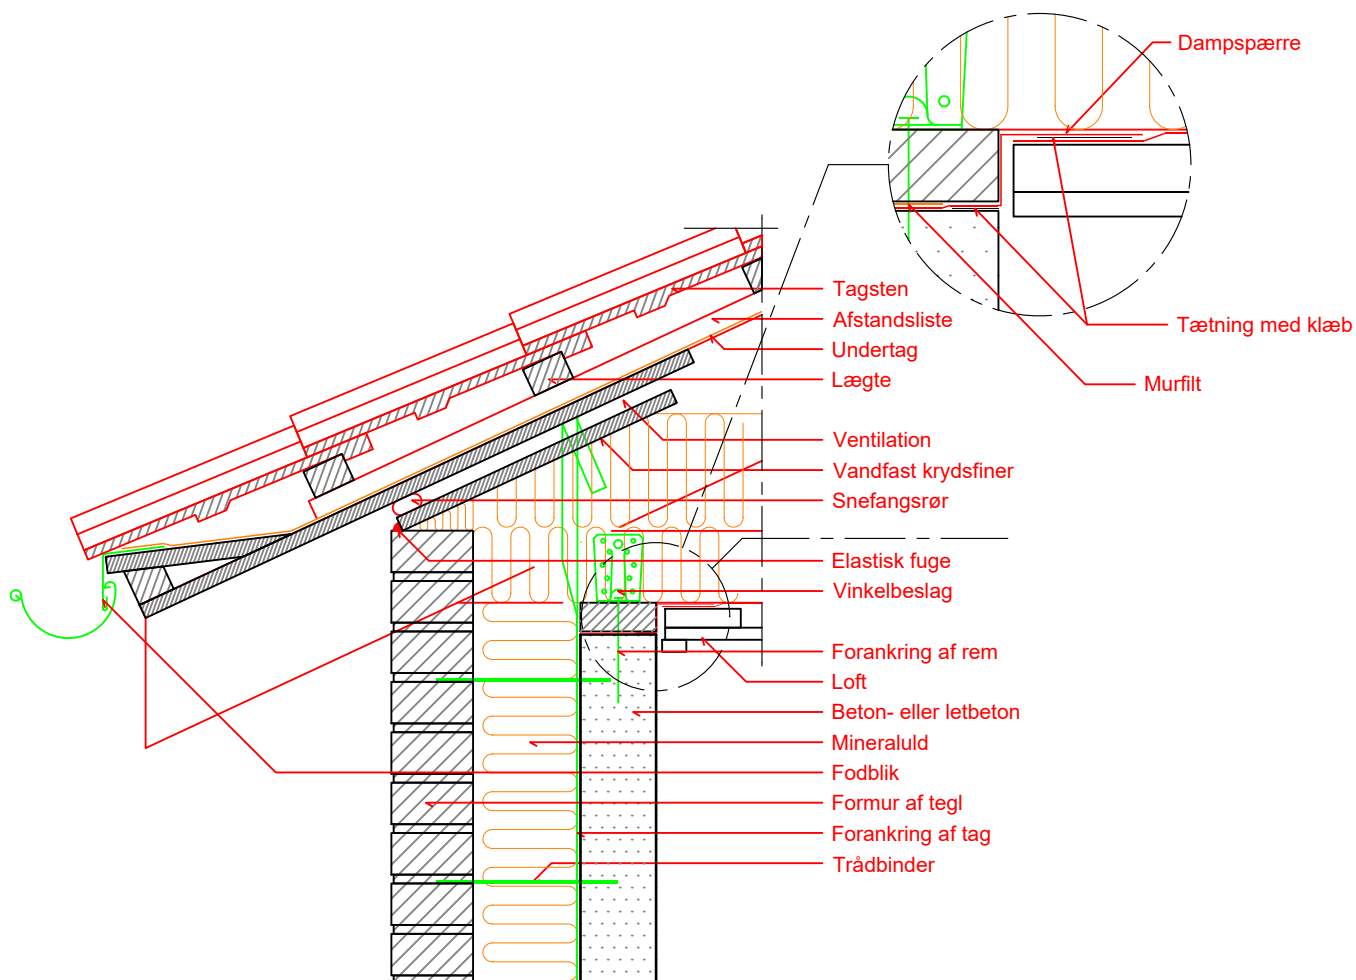 Dampspærre
Tætning med klæb
Murfilt
Tagsten
Afstandsliste
Undertag
Lægte
Ventilation
Vandfast krydsfiner
Snefangsrør
Elastisk fuge
Vinkelbeslag
Forankring af rem
Loft
Beton- eller letbeton
Mineraluld
Fodblik
Formur af tegl
Forankring af tag
Trådbinder